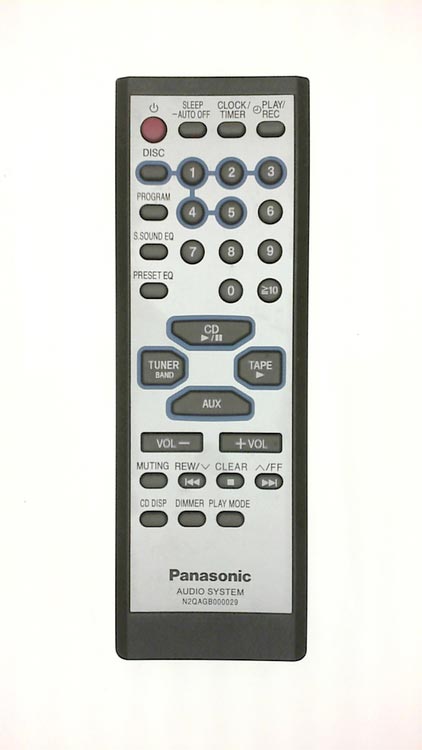 SLEEP CLOCK/ PLAY/
-AUTO OFF TIMER REC
DISC
1 2 3
PROGRAM
4 5 6
S.SOUND EQ
7 8 9
PRESET EQ
0 ≧10
CD
TUNER TAPE
BAND
AUX
VOL− +VOL
MUTING REW/ CLEAR /FF
CD DISP DIMMER PLAY MODE
Panasonic
AUDIO SYSTEM
N2QAGB000029